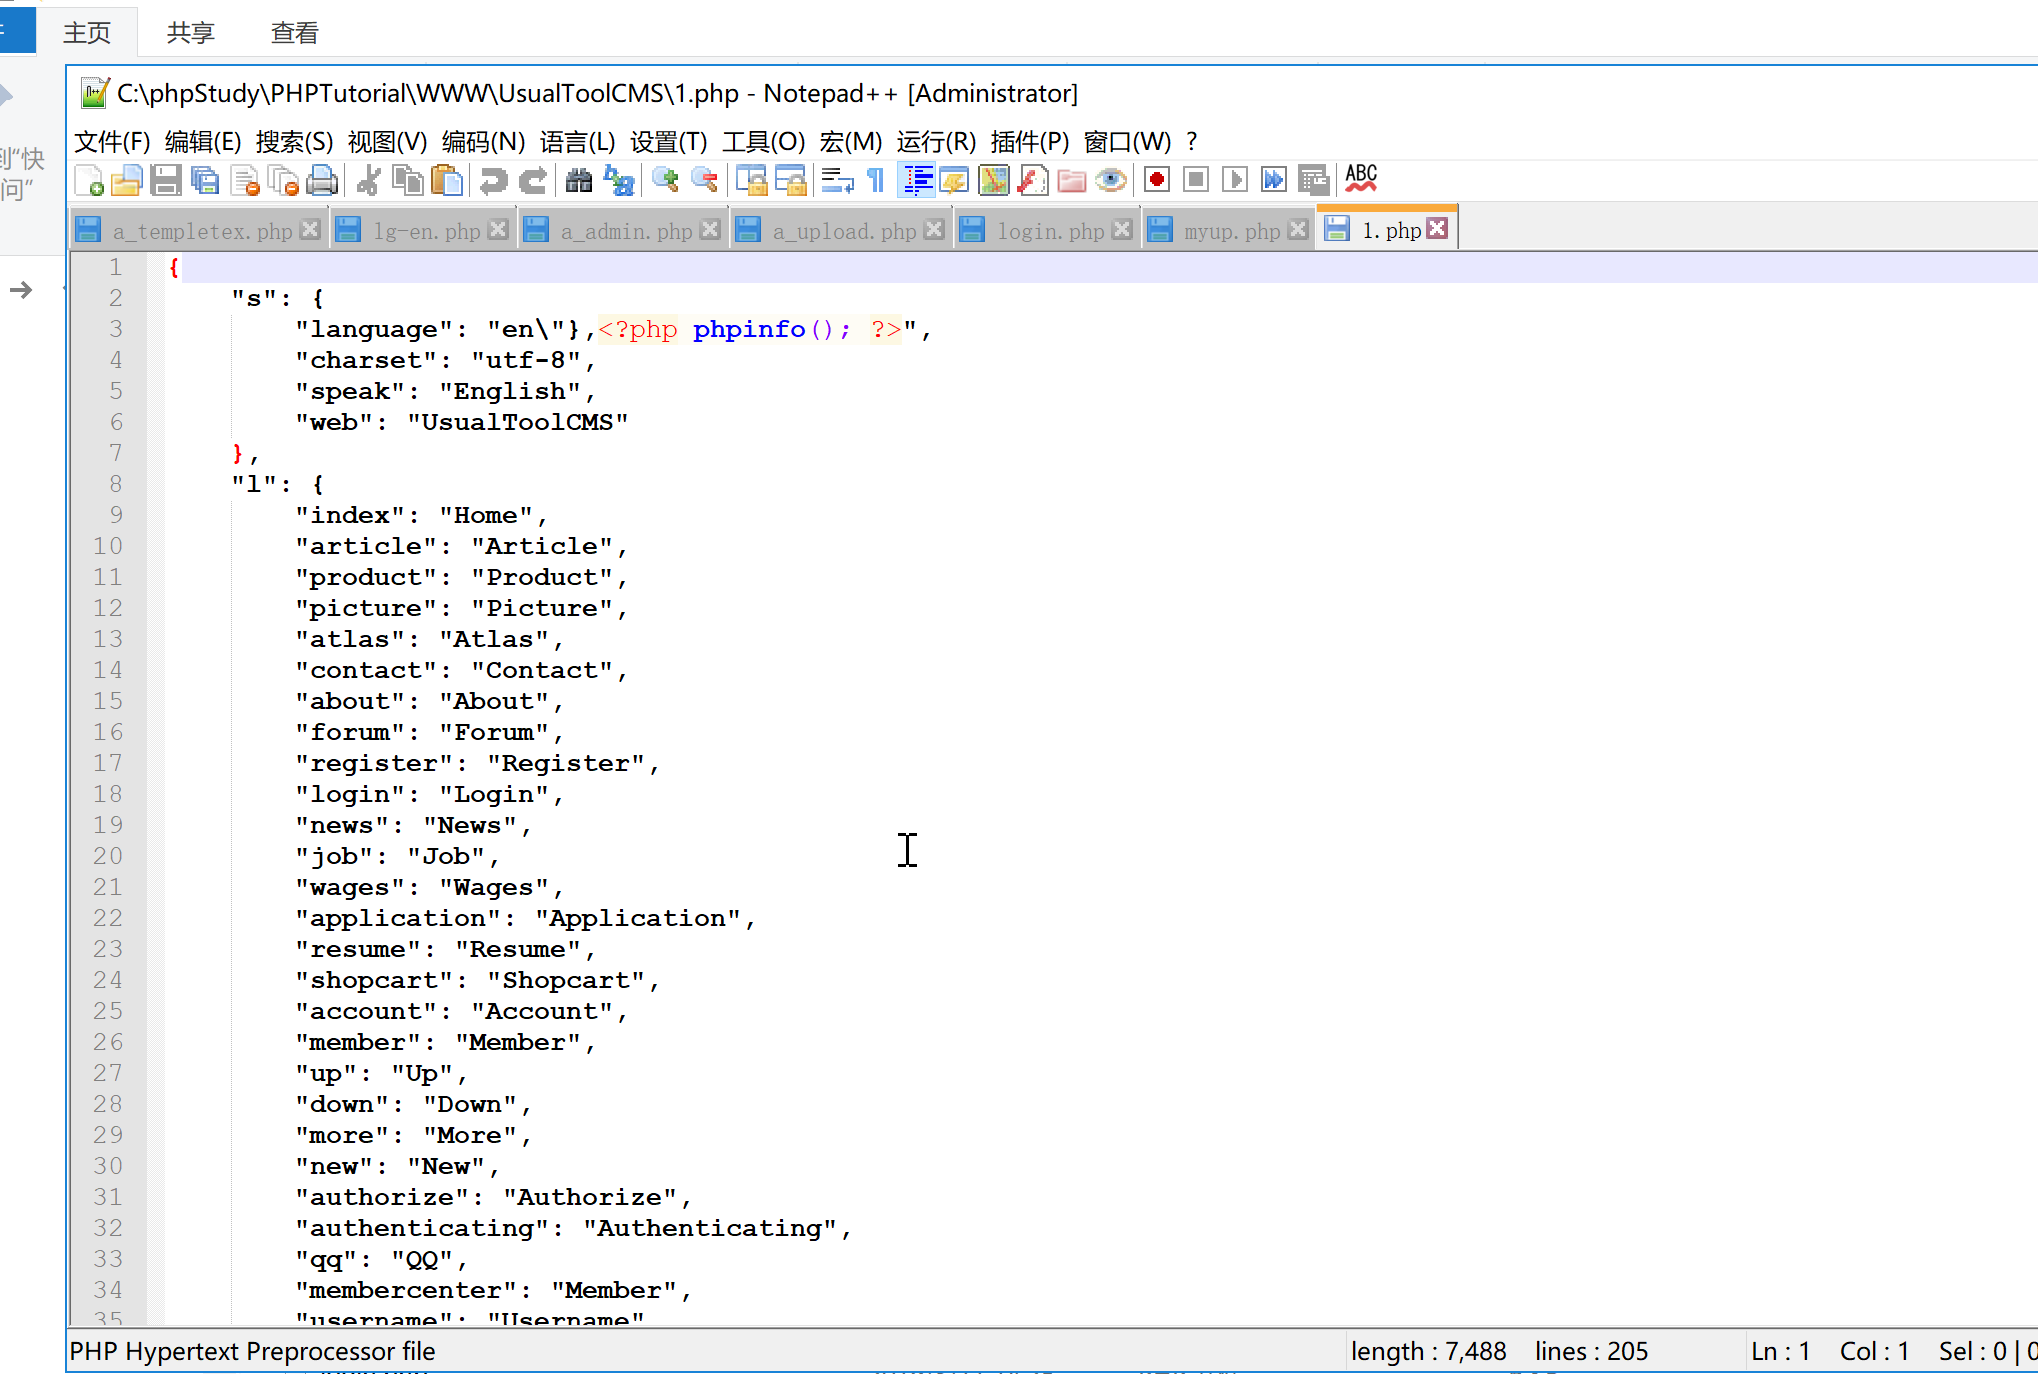 主页 共享 查看
C:\phpStudy\PHPTutorial\WWW\UsualToolCMS\1.php - Notepad++ [Administrator]
文件(F) 编辑(E) 搜索(S) 视图(V) 编码(N) 语言(L) 设置(T) 工具(O) 宏(M) 运行(R) 插件(P) 窗口(W) ?
到“快
问”
ABC
a_templetex.php lg-en.php a_admin.php a_upload.php login.php myup.php 1.php
1 {
2 "s": {
3 "language": "en\"},<?php phpinfo(); ?>",
4 "charset": "utf-8",
5 "speak": "English",
6 "web": "UsualToolCMS"
7 },
8 "l": {
9 "index": "Home",
10 "article": "Article",
11 "product": "Product",
12 "picture": "Picture",
13 "atlas": "Atlas",
14 "contact": "Contact",
15 "about": "About",
16 "forum": "Forum",
17 "register": "Register",
18 "login": "Login",
19 "news": "News",
20 "job": "Job",
21 "wages": "Wages",
22 "application": "Application",
23 "resume": "Resume",
24 "shopcart": "Shopcart",
25 "account": "Account",
26 "member": "Member",
27 "up": "Up",
28 "down": "Down",
29 "more": "More",
30 "new": "New",
31 "authorize": "Authorize",
32 "authenticating": "Authenticating",
33 "qq": "QQ",
34 "membercenter": "Member",
35 "username": "Username"
PHP Hypertext Preprocessor file length : 7,488 lines : 205 Ln : 1 Col : 1 Sel : 0 | 0